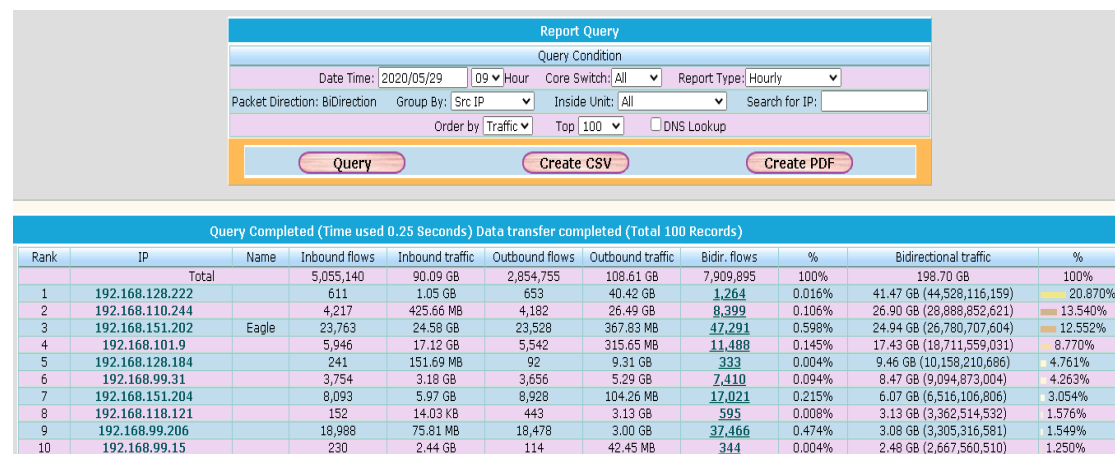 Report Query
Query Condition
Date Time: 2020/05/29 09 Hour Core Switch: All Report Type: Hourly
Packet Direction: BiDirection Group By: Src IP Inside Unit: All Search for IP:
Order by Traffic Top 100 DNS Lookup
Query Create CSV Create PDF
Query Completed (Time used 0.25 Seconds) Data transfer completed (Total 100 Records)
Rank IP Name Inbound flows Inbound traffic Outbound flows Outbound traffic Bidir. flows % Bidirectional traffic %
Total 5,055,140 90.09 GB 2,854,755 108.61 GB 7,909,895 100% 198.70 GB 100%
1 192.168.128.222 611 1.05 GB 653 40.42 GB 1,264 0.016% 41.47 GB (44,528,116,159) 20.870%
2 192.168.110.244 4,217 425.66 MB 4,182 26.49 GB 8,399 0.106% 26.90 GB (28,888,852,621) 13.540%
3 192.168.151.202 Eagle 23,763 24.58 GB 23,528 367.83 MB 47,291 0.598% 24.94 GB (26,780,707,604) 12.552%
4 192.168.101.9 5,946 17.12 GB 5,542 315.65 MB 11,488 0.145% 17.43 GB (18,711,559,031) 8.770%
5 192.168.128.184 241 151.69 MB 92 9.31 GB 333 0.004% 9.46 GB (10,158,210,686) 4.761%
6 192.168.99.31 3,754 3.18 GB 3,656 5.29 GB 7,410 0.094% 8.47 GB (9,094,873,004) 4.263%
7 192.168.151.204 8,093 5.97 GB 8,928 104.26 MB 17,021 0.215% 6.07 GB (6,516,106,806) 3.054%
8 192.168.118.121 152 14.03 KB 443 3.13 GB 595 0.008% 3.13 GB (3,362,514,532) 1.576%
9 192.168.99.206 18,988 75.81 MB 18,478 3.00 GB 37,466 0.474% 3.08 GB (3,305,316,581) 1.549%
10 192.168.99.15 230 2.44 GB 114 42.45 MB 344 0.004% 2.48 GB (2,667,560,510) 1.250%